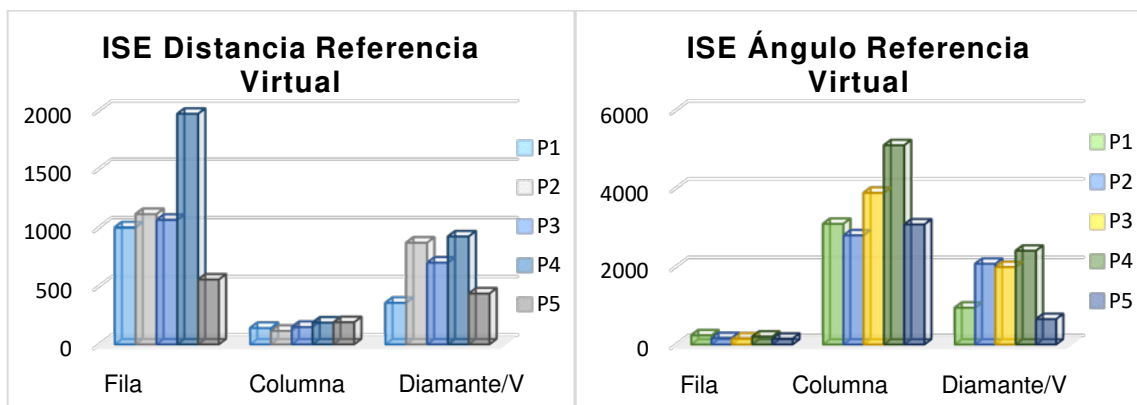 ISE Distancia Referencia
Virtual
2000
1500
1000
500
0
Fila Columna Diamante/V
P1
P2
P3
P4
P5
ISE Ángulo Referencia
Virtual
6000
4000
2000
0
Fila Columna Diamante/V
P1
P2
P3
P4
P5